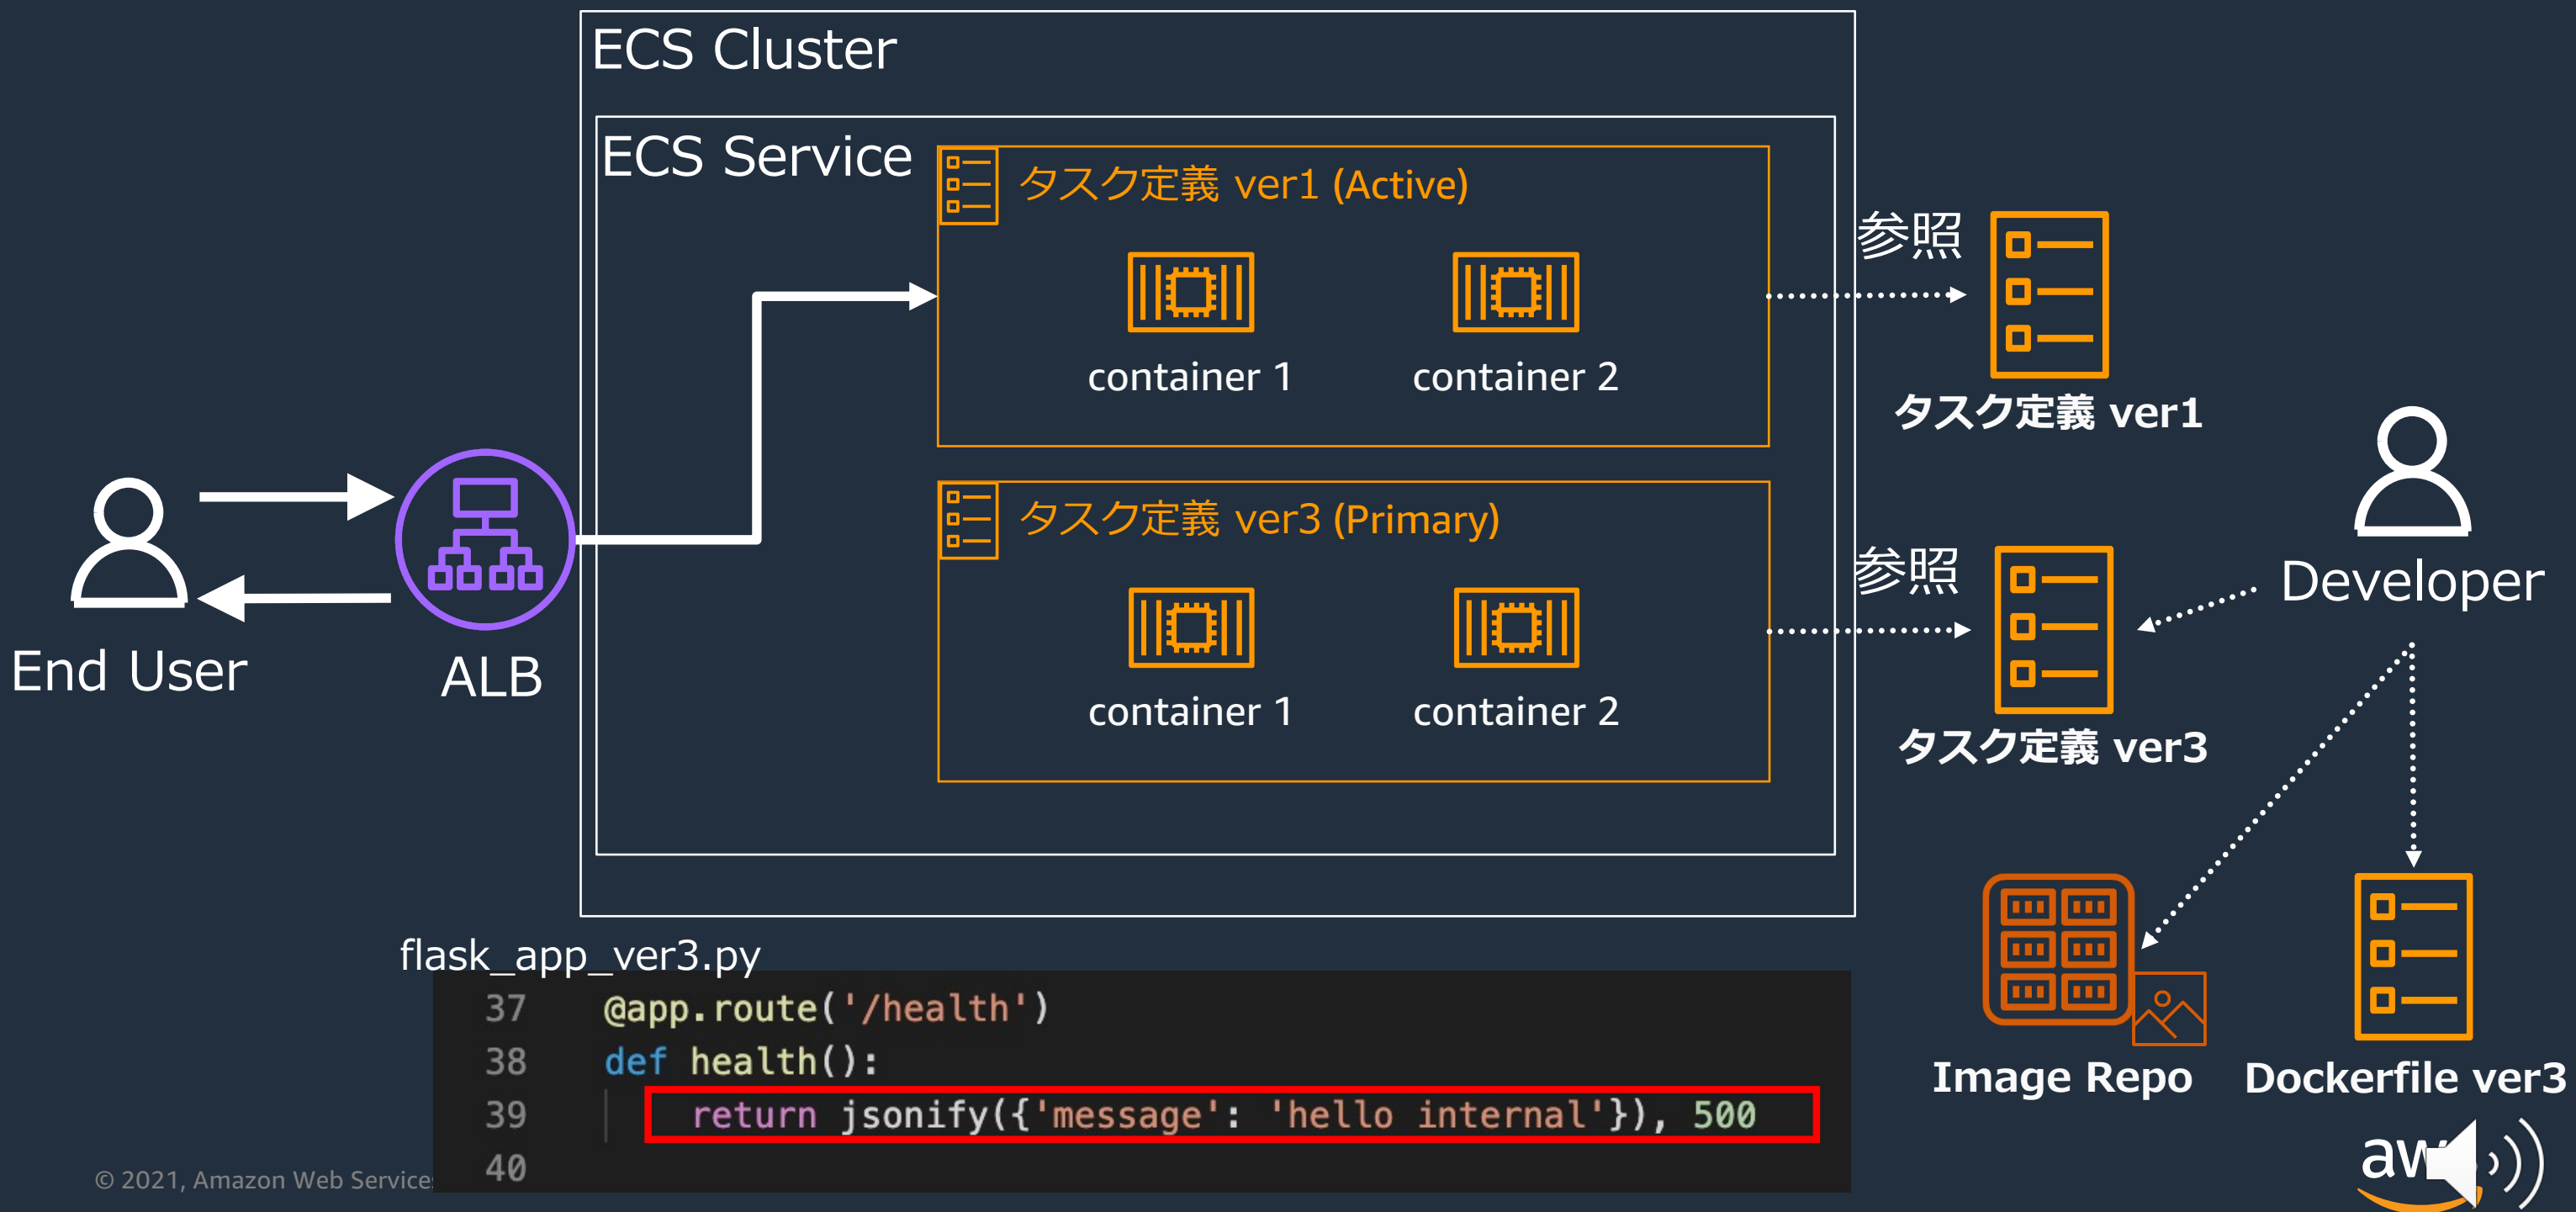 ECS Cluster
ECS Service
タスク定義 ver1 (Active)
container 1
container 2
参照
タスク定義 ver1
タスク定義 ver3 (Primary)
container 1
container 2
参照
タスク定義 ver3
End User
ALB
Developer
Image Repo
Dockerfile ver3
flask_app_ver3.py
37 @app.route('/health')
38 def health():
39 return jsonify({'message': 'hello internal'}), 500
40
© 2021, Amazon Web Services
aws